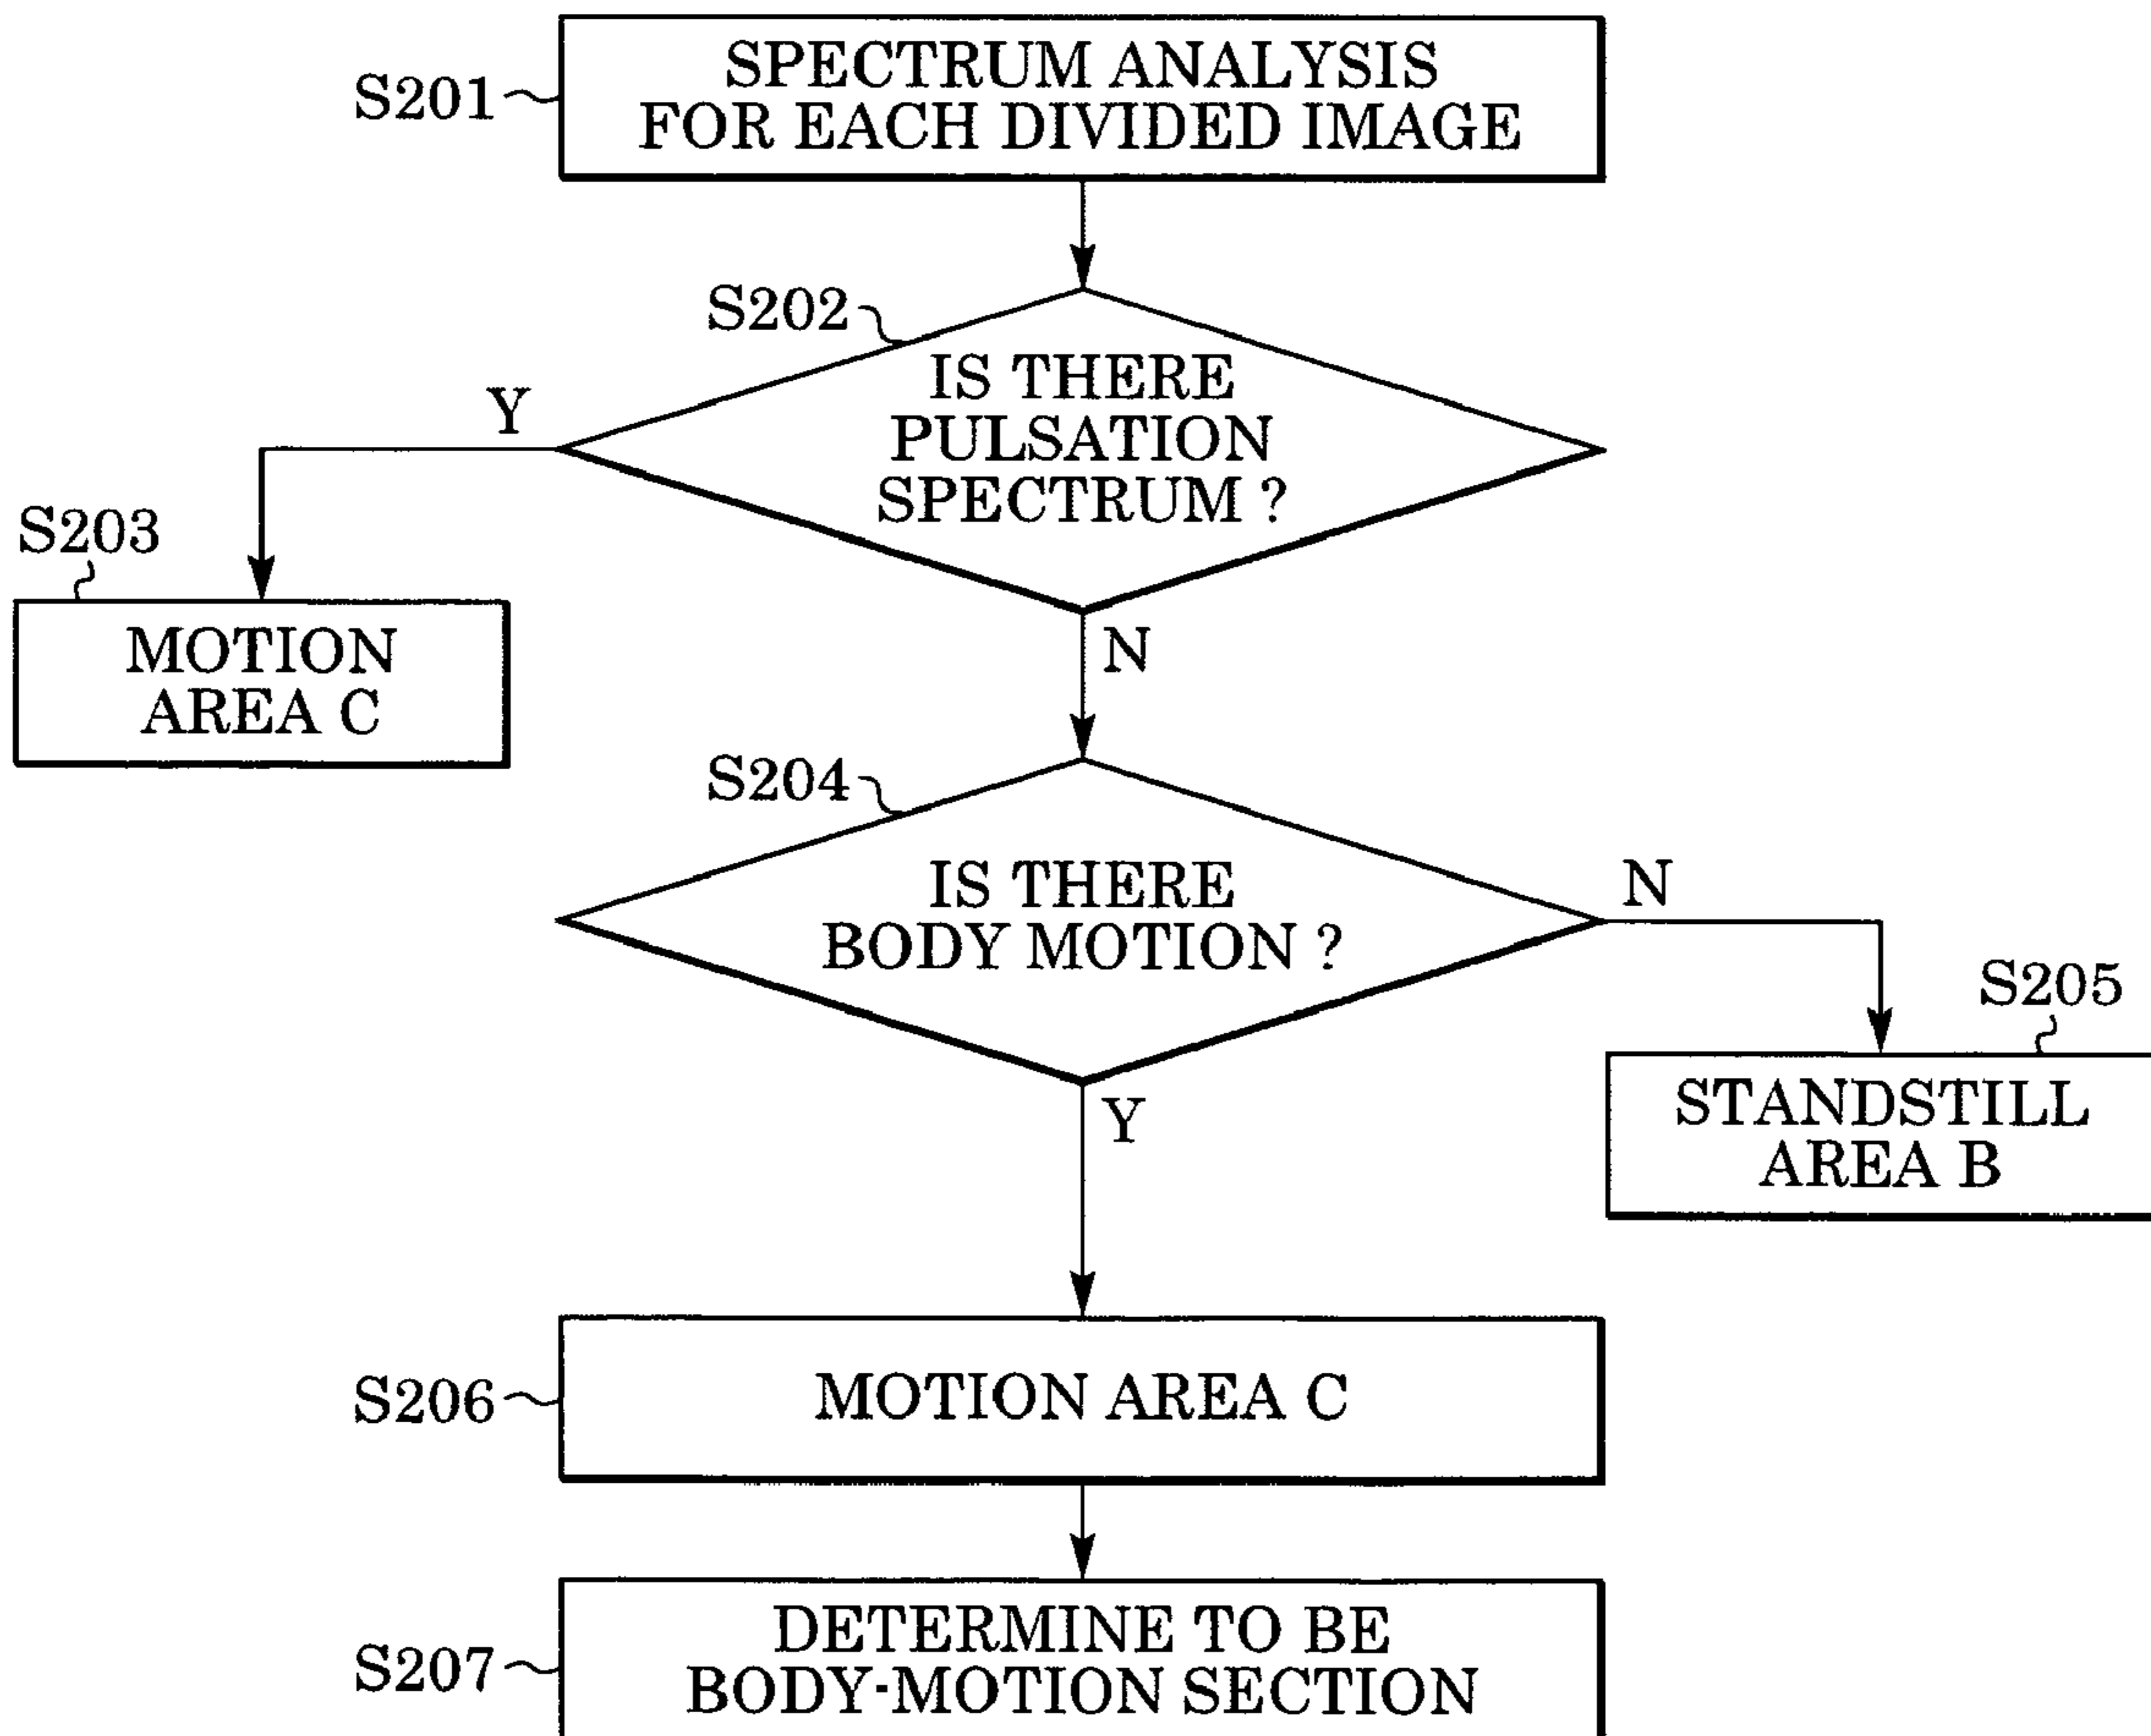 S201
SPECTRUM ANALYSIS
FOR EACH DIVIDED IMAGE
S202
IS THERE
PULSATION
SPECTRUM ?
Y
S203
MOTION
AREA C
N
S204
IS THERE
BODY MOTION ?
N
S205
STANDSTILL
AREA B
Y
S206
MOTION AREA C
S207
DETERMINE TO BE
BODY-MOTION SECTION